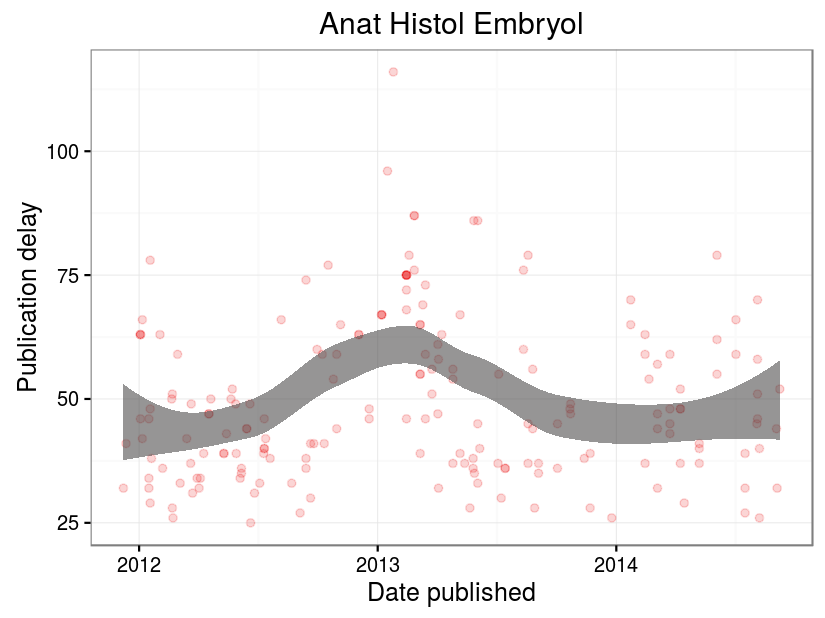 Anat Histol Embryol
Publication delay
100
75
50
25
2012
2013
2014
Date published